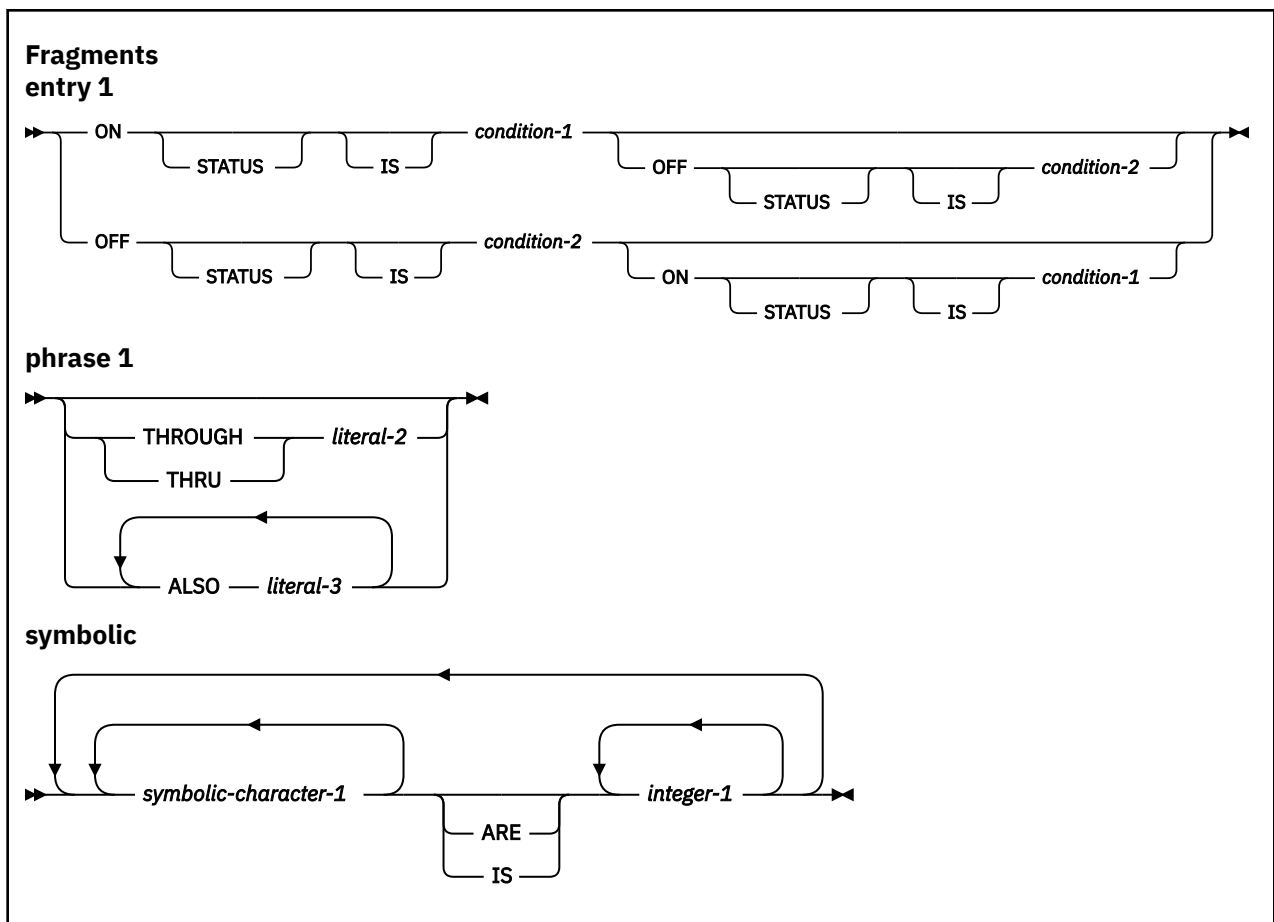 Fragments
entry 1
ON condition-1
STATUS IS OFF condition-2
STATUS IS
OFF condition-2
STATUS IS ON condition-1
STATUS IS
phrase 1
THROUGH literal-2
THRU
ALSO literal-3
symbolic
symbolic-character-1 integer-1
ARE
IS